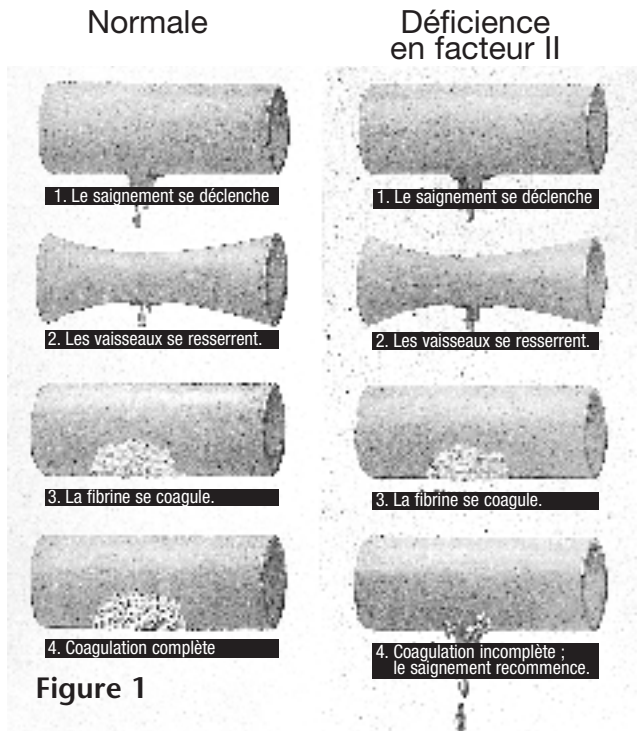 Normale
1. Le saignement se déclenche
2. Les vaisseaux se resserrent.
3. La fibrine se coagule.
4. Coagulation complète
Figure 1
Déficience
en facteur II
1. Le saignement se déclenche
2. Les vaisseaux se resserrent.
3. La fibrine se coagule.
4. Coagulation incomplète ;
le saignement recommence.